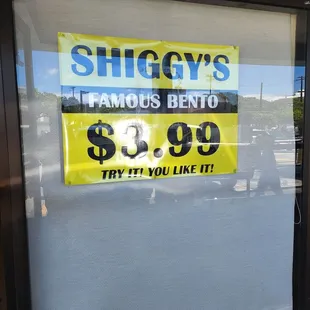 SHIGGY'S
FAMOUS BENTO
$3.99
TRY IT! YOU LIKE IT!